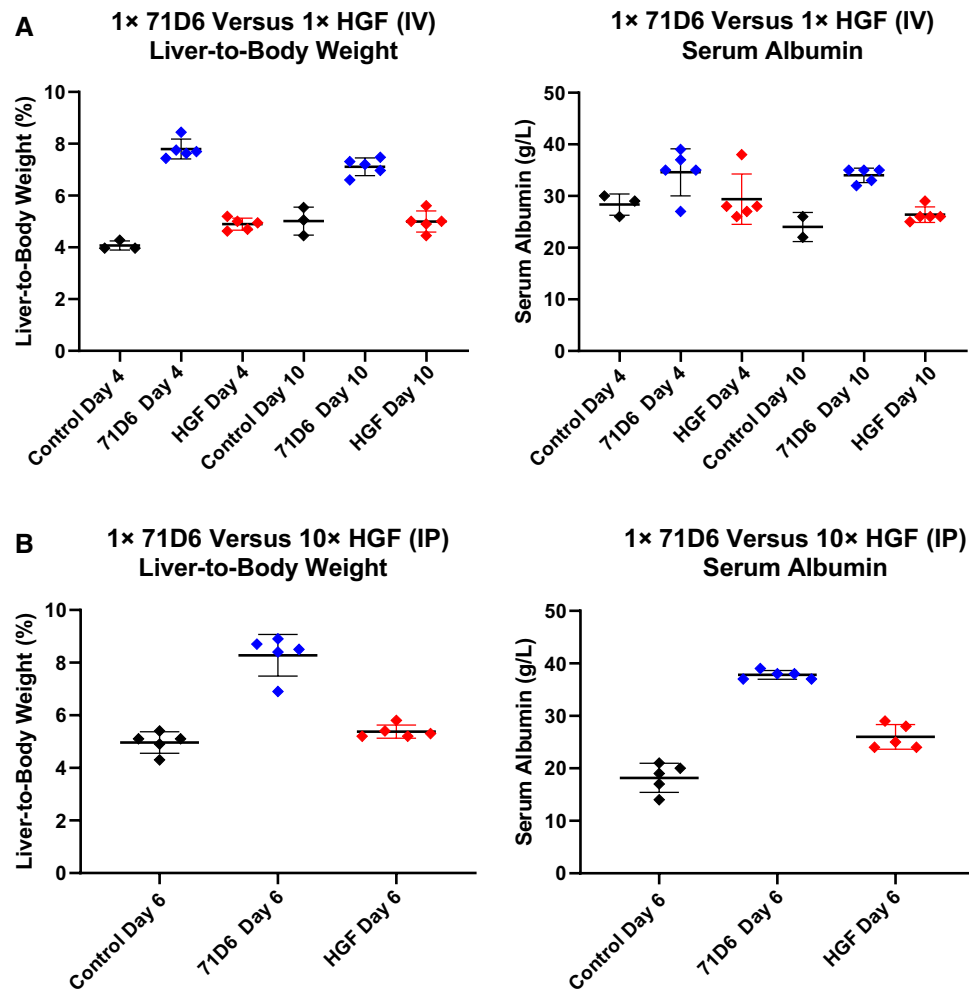 A
1× 71D6 Versus 1× HGF (IV)
Liver-to-Body Weight
Liver-to-Body Weight (%)
10
8
6
4
2
0
Control Day 4
71D6 Day 4
HGF Day 4
Control Day 10
71D6 Day 10
HGF Day 10
1× 71D6 Versus 1× HGF (IV)
Serum Albumin
Serum Albumin (g/L)
50
40
30
20
10
0
Control Day 4
71D6 Day 4
HGF Day 4
Control Day 10
71D6 Day 10
HGF Day 10
B
1× 71D6 Versus 10× HGF (IP)
Liver-to-Body Weight
Liver-to-Body Weight (%)
10
8
6
4
2
0
Control Day 6
71D6 Day 6
HGF Day 6
1× 71D6 Versus 10× HGF (IP)
Serum Albumin
Serum Albumin (g/L)
50
40
30
20
10
0
Control Day 6
71D6 Day 6
HGF Day 6